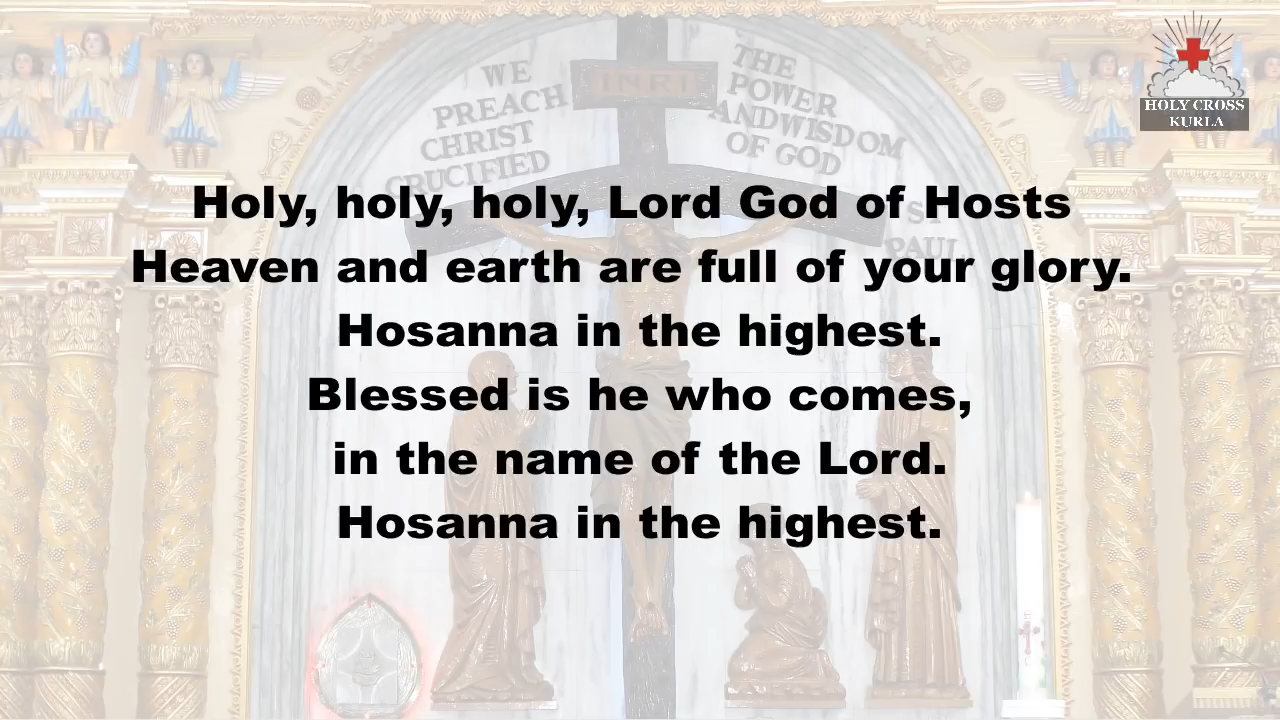 WE
PREACH
CHRIST
CRUCIFIED
INRI
THE
POWER
ANDWISDOM
OF GOD
S
PAUL
HOLY CROSS
KURLA
Holy, holy, holy, Lord God of Hosts
Heaven and earth are full of your glory.
Hosanna in the highest.
Blessed is he who comes,
in the name of the Lord.
Hosanna in the highest.